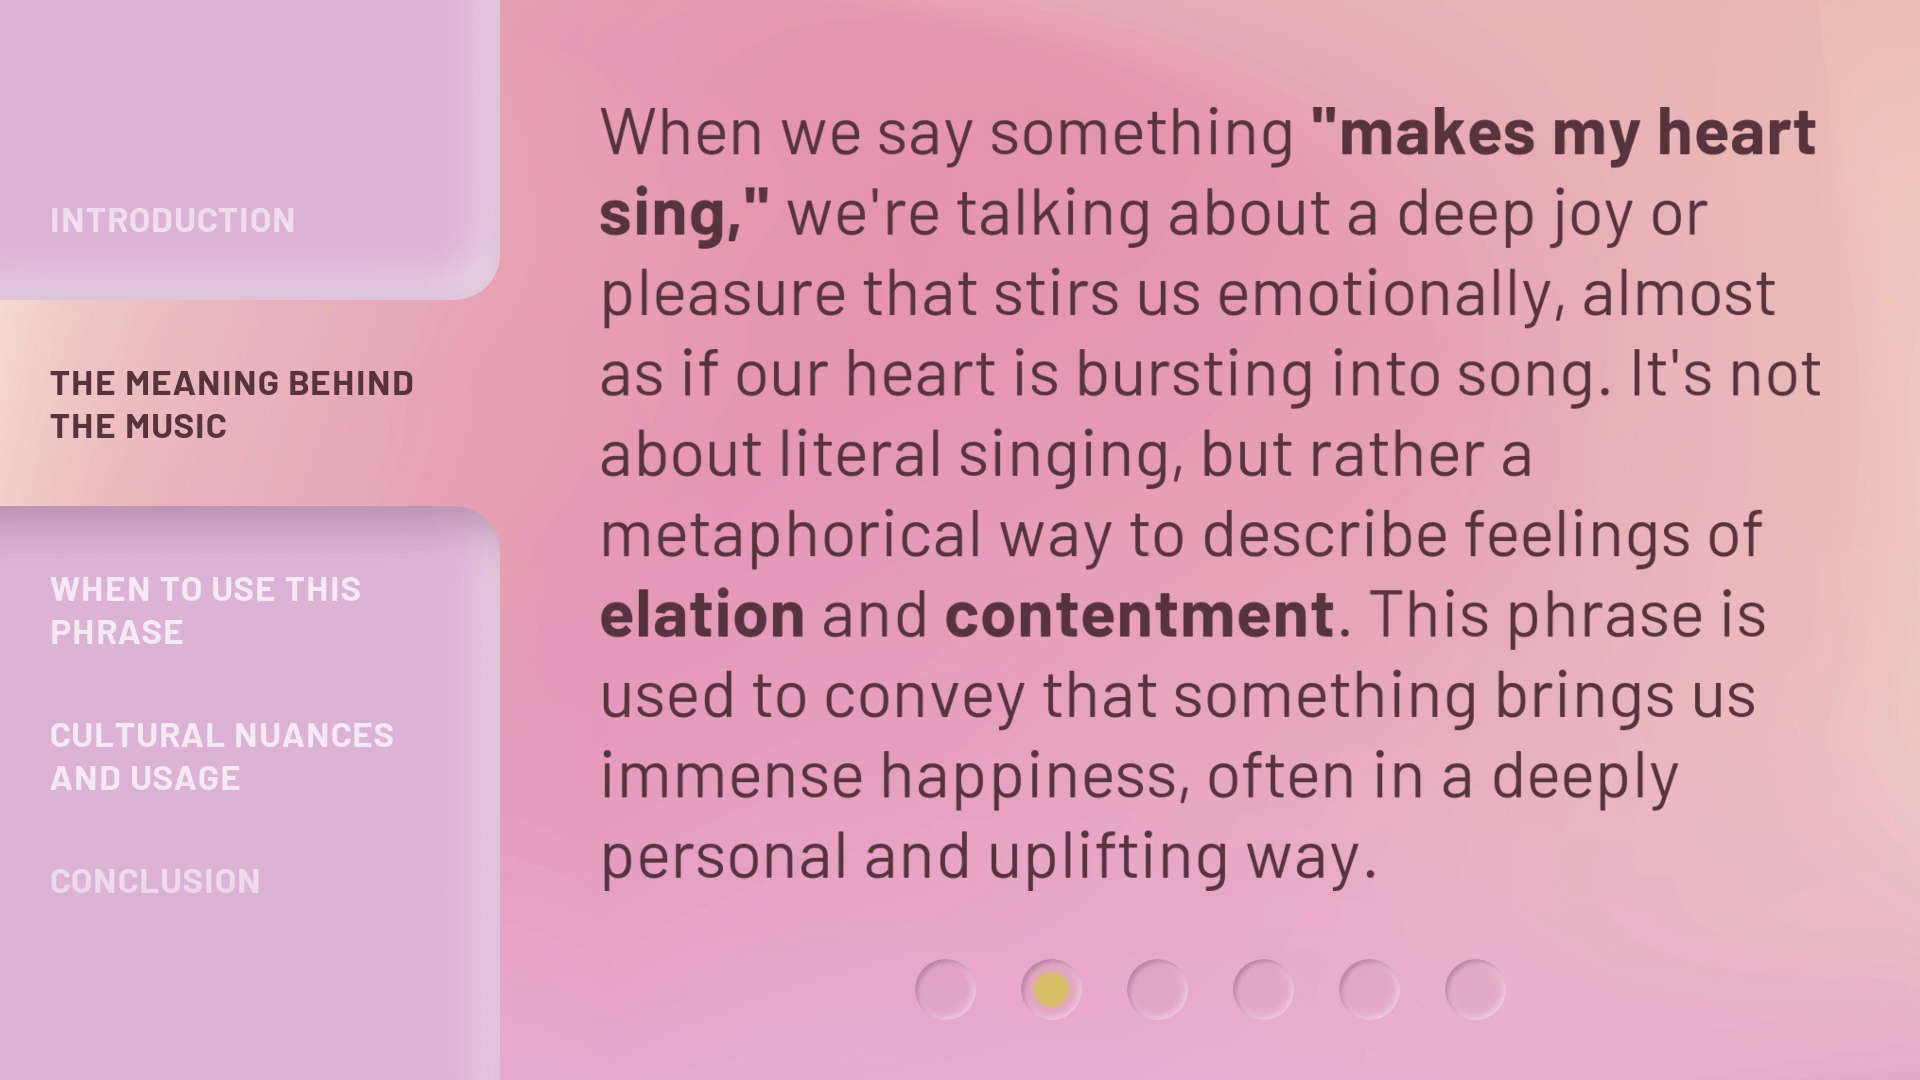 INTRODUCTION
THE MEANING BEHIND
THE MUSIC
WHEN TO USE THIS
PHRASE
CULTURAL NUANCES
AND USAGE
CONCLUSION
When we say something "makes my heart
sing," we're talking about a deep joy or
pleasure that stirs us emotionally, almost
as if our heart is bursting into song. It's not
about literal singing, but rather a
metaphorical way to describe feelings of
elation and contentment. This phrase is
used to convey that something brings us
immense happiness, often in a deeply
personal and uplifting way.